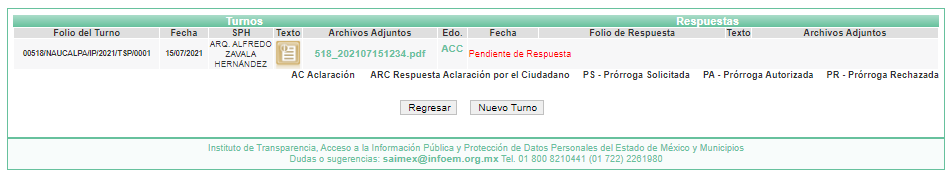 Turnos Respuestas
Folio del Turno Fecha SPH Texto Archivos Adjuntos Edo. Fecha Folio de Respuesta Texto Archivos Adjuntos
00518/NAUCALPA/IP/2021/TSP/0001 15/07/2021 ARQ. ALFREDO ZAVALA HERNÁNDEZ 518_202107151234.pdf ACC Pendiente de Respuesta
AC Aclaración ARC Respuesta Aclaración por el Ciudadano PS - Prórroga Solicitada PA - Prórroga Autorizada PR - Prórroga Rechazada
Regresar Nuevo Turno
Instituto de Transparencia, Acceso a la Información Pública y Protección de Datos Personales del Estado de México y Municipios
Dudas o sugerencias: saimex@infoem.org.mx Tel. 01 800 8210441 (01 722) 2261980